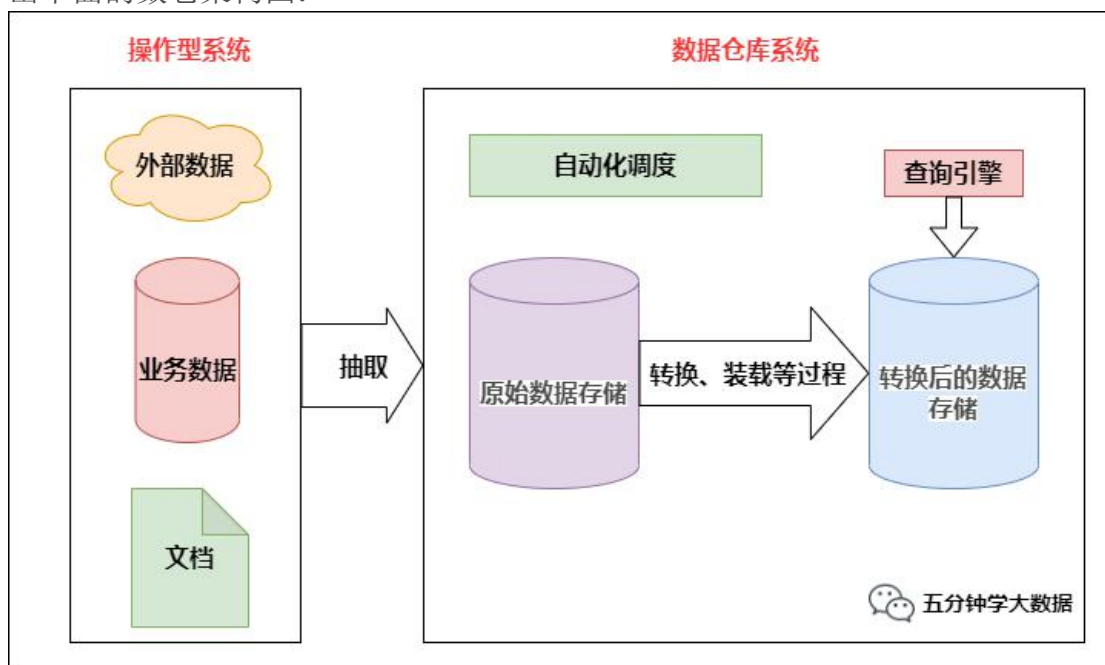 操作型系统
数据仓库系统
外部数据
业务数据
文档
抽取
自动化调度
查询引擎
原始数据存储
转换、装载等过程
转换后的数据
存储
五分钟学大数据